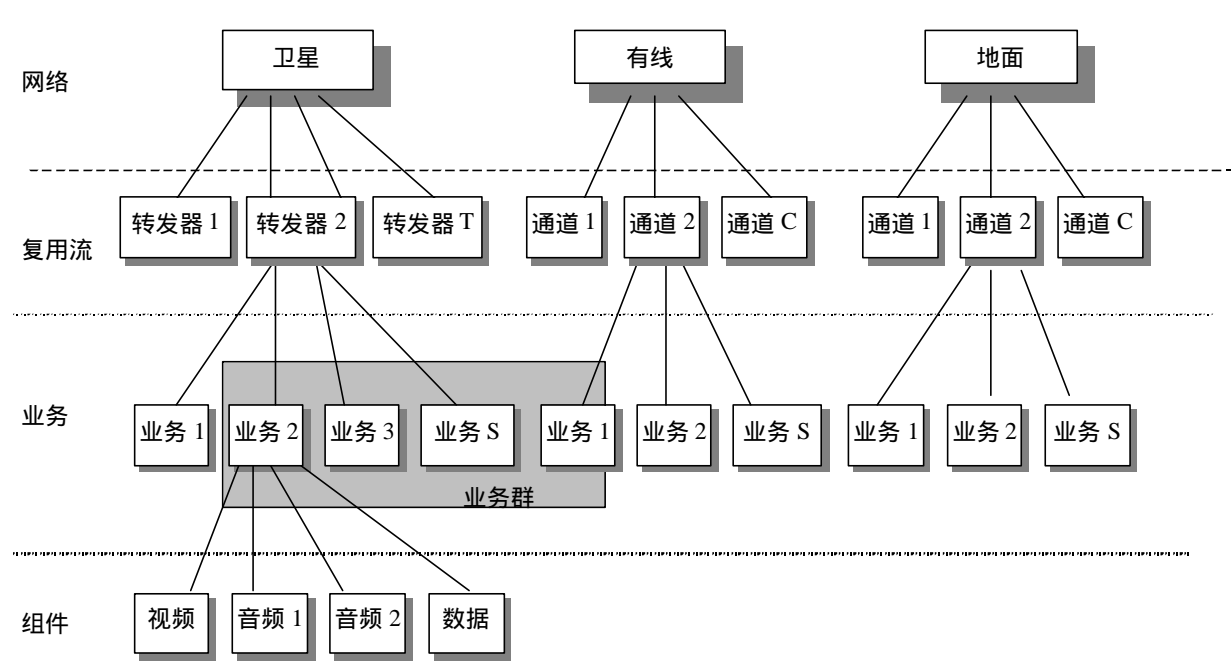 网络
卫星
有线
地面
复用流
转发器 1
转发器 2
转发器 T
通道 1
通道 2
通道 C
通道 1
通道 2
通道 C
业务
业务 1
业务 2
业务 3
业务 S
业务 1
业务 2
业务 S
业务 1
业务 2
业务 S
业务群
组件
视频
音频 1
音频 2
数据